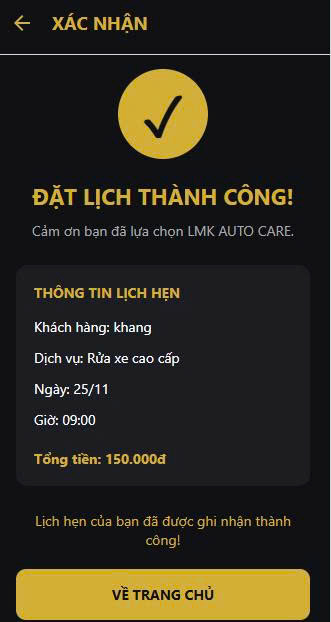 XÁC NHẬN
ĐẶT LỊCH THÀNH CÔNG!
Cảm ơn bạn đã lựa chọn LMK AUTO CARE.
THÔNG TIN LỊCH HẸN
Khách hàng: khang
Dịch vụ: Rửa xe cao cấp
Ngày: 25/11
Giờ: 09:00
Tổng tiền: 150.000đ
Lịch hẹn của bạn đã được ghi nhận thành
công!
VỀ TRANG CHỦ